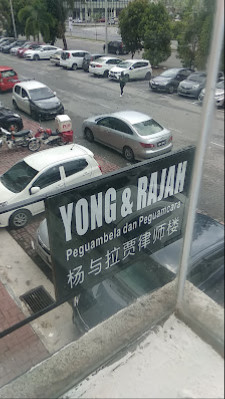 YONG & RAJAH
Peguambela dan Peguamcara
杨与拉贾律师楼